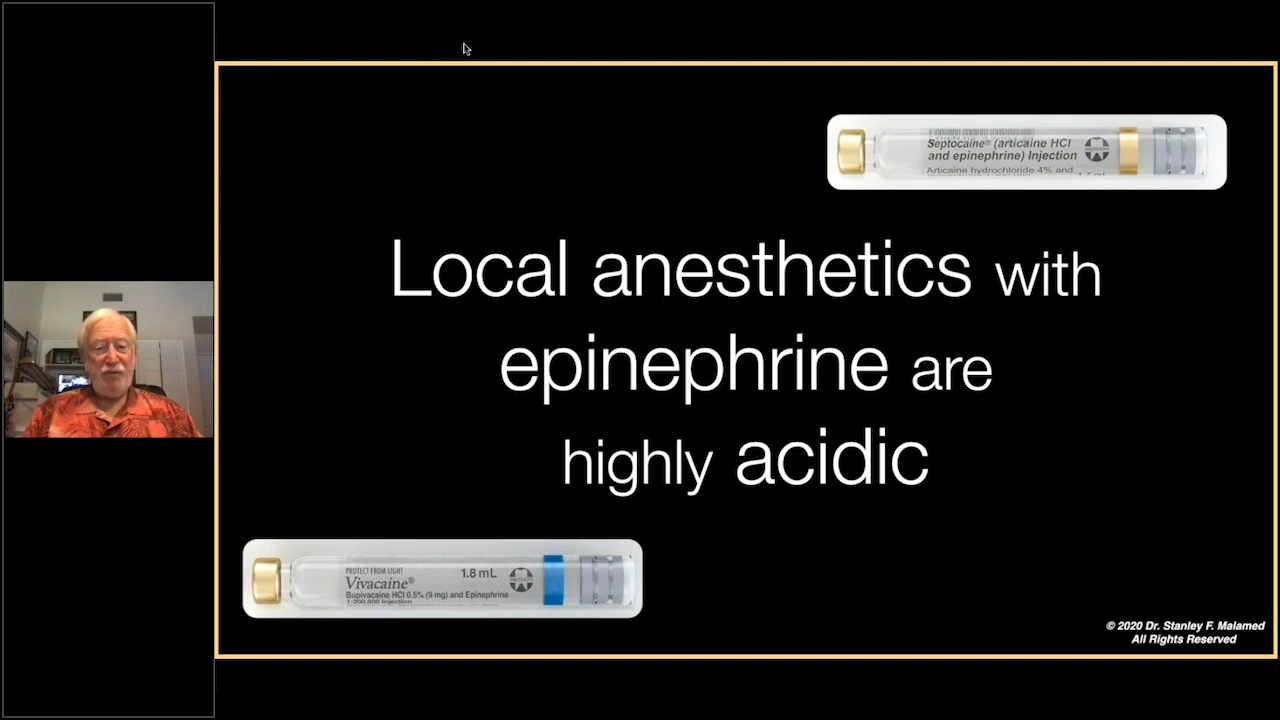 Septocaine® (articaine HCl
and epinephrine) Injection
Articaine hydrochloride 4% and
Local anesthetics with
epinephrine are
highly acidic
PROTECT FROM LIGHT
1.8 mL
Vivacaine®
Bupivacaine HCl 0.5% (9 mg) and Epinephrine
1:200,000 Injection
© 2020 Dr. Stanley F. Malamed
All Rights Reserved